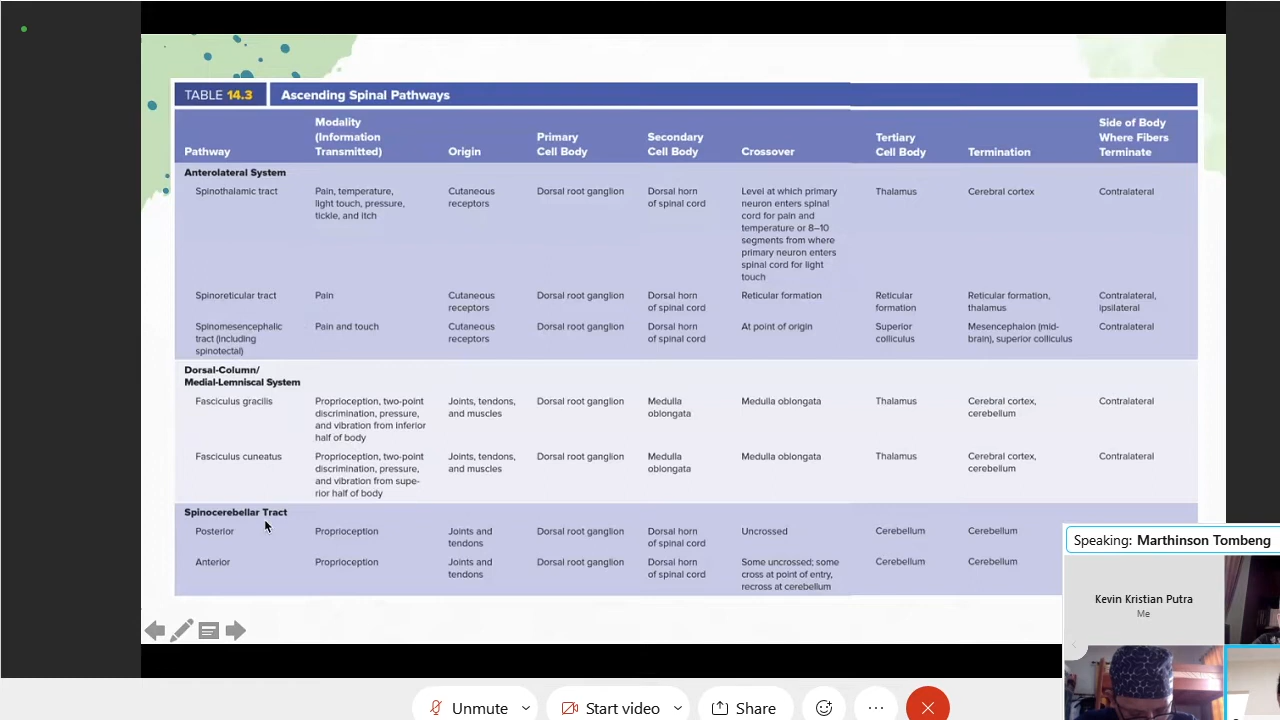 TABLE 14.3 Ascending Spinal Pathways
Pathway
Modality
(Information
Transmitted)
Origin
Primary
Cell Body
Secondary
Cell Body
Crossover
Tertiary
Cell Body
Termination
Side of Body
Where Fibers
Terminate
Anterolateral System
Spinothalamic tract
Pain, temperature,
light touch, pressure,
tickle, and itch
Cutaneous
receptors
Dorsal root ganglion
Dorsal horn
of spinal cord
Level at which primary
neuron enters spinal
cord for pain and
temperature or 8–10
segments from where
primary neuron enters
spinal cord for light
touch
Thalamus
Cerebral cortex
Contralateral
Spinoreticular tract
Pain
Cutaneous
receptors
Dorsal root ganglion
Dorsal horn
of spinal cord
Reticular formation
Reticular
formation
Reticular formation,
thalamus
Contralateral,
ipsilateral
Spinomesencephalic
tract (including
spinotectal)
Pain and touch
Cutaneous
receptors
Dorsal root ganglion
Dorsal horn
of spinal cord
At point of origin
Superior
colliculus
Mesencephalon (mid-
brain), superior colliculus
Contralateral
Dorsal-Column/
Medial-Lemniscal System
Fasciculus gracilis
Proprioception, two-point
discrimination, pressure,
and vibration from inferior
half of body
Joints, tendons,
and muscles
Dorsal root ganglion
Medulla
oblongata
Medulla oblongata
Thalamus
Cerebral cortex,
cerebellum
Contralateral
Fasciculus cuneatus
Proprioception, two-point
discrimination, pressure,
and vibration from supe-
rior half of body
Joints, tendons,
and muscles
Dorsal root ganglion
Medulla
oblongata
Medulla oblongata
Thalamus
Cerebral cortex,
cerebellum
Contralateral
Spinocerebellar Tract
Posterior
Proprioception
Joints and
tendons
Dorsal root ganglion
Dorsal horn
of spinal cord
Uncrossed
Cerebellum
Cerebellum
Anterior
Proprioception
Joints and
tendons
Dorsal root ganglion
Dorsal horn
of spinal cord
Some uncrossed; some
cross at point of entry,
recross at cerebellum
Cerebellum
Cerebellum
Speaking: Marthinson Tombeng
Kevin Kristian Putra
Me
Unmute
Start video
Share